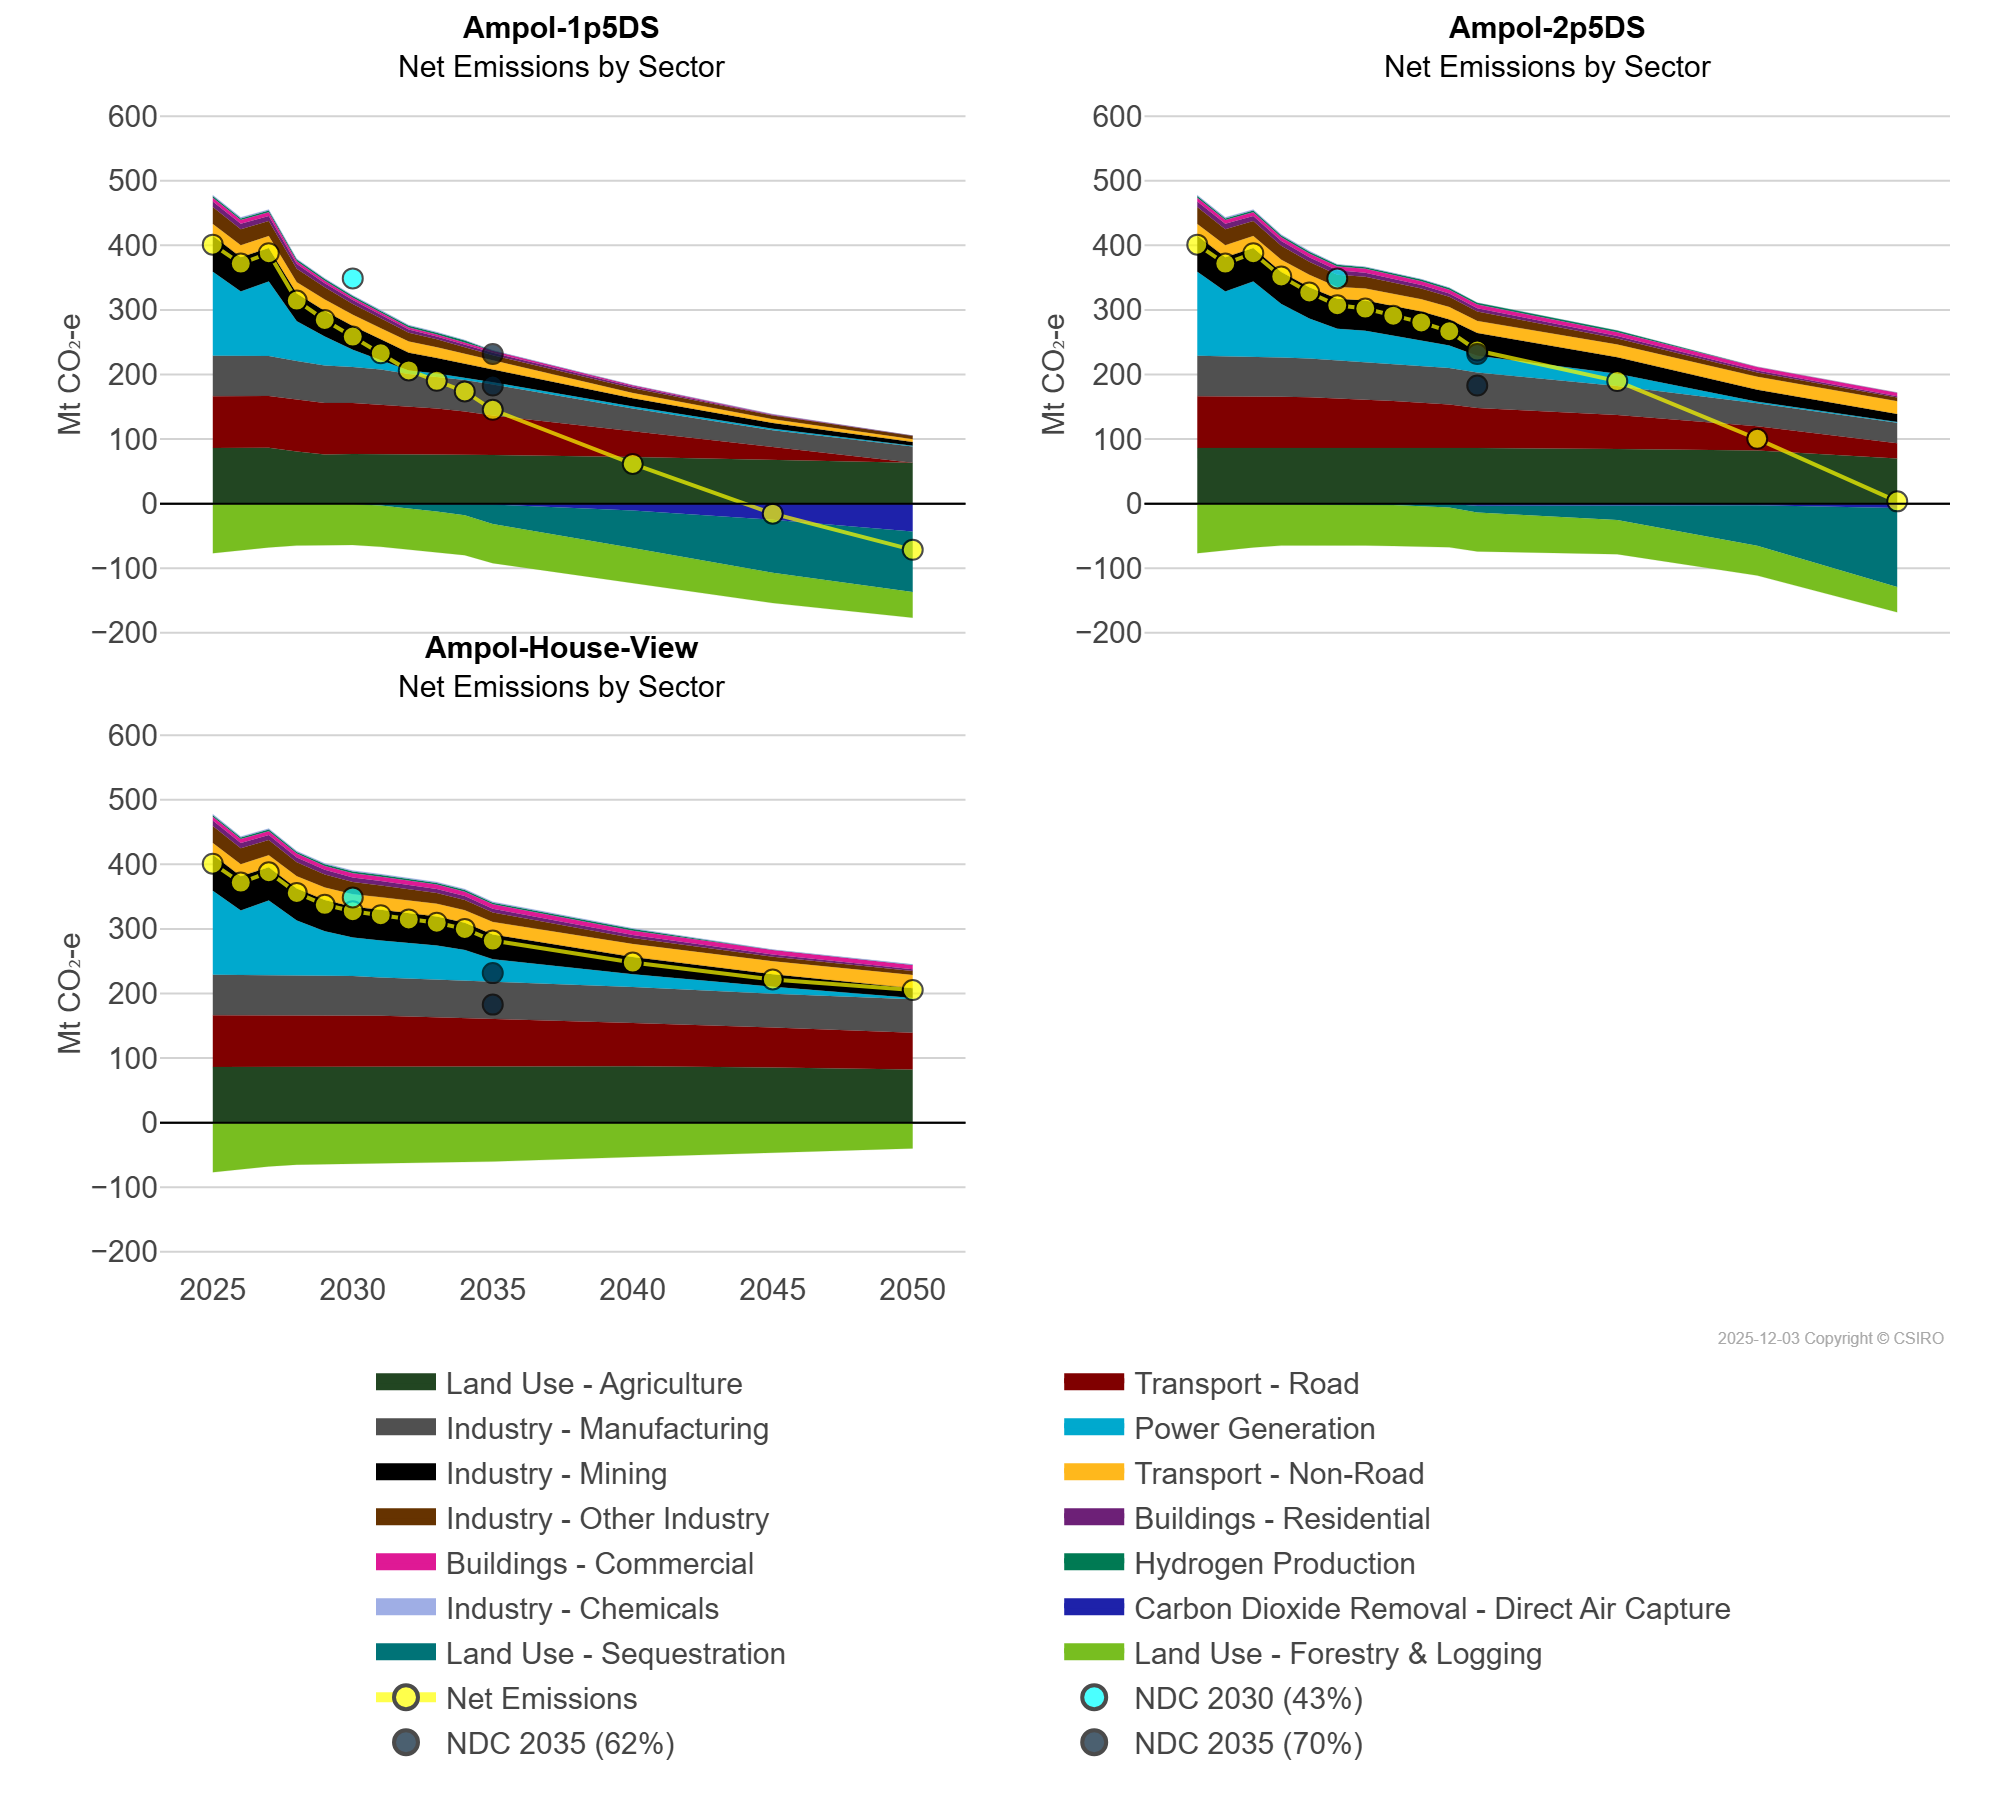 Ampol-1p5DS
Net Emissions by Sector
600
500
400
300
200
100
0
−100
−200
Mt CO₂-e
Ampol-2p5DS
Net Emissions by Sector
600
500
400
300
200
100
0
−100
−200
Mt CO₂-e
Ampol-House-View
Net Emissions by Sector
600
500
400
300
200
100
0
−100
−200
Mt CO₂-e
2025 2030 2035 2040 2045 2050
2025-12-03 Copyright © CSIRO
Land Use - Agriculture
Transport - Road
Industry - Manufacturing
Power Generation
Industry - Mining
Transport - Non-Road
Industry - Other Industry
Buildings - Residential
Buildings - Commercial
Hydrogen Production
Industry - Chemicals
Carbon Dioxide Removal - Direct Air Capture
Land Use - Sequestration
Land Use - Forestry & Logging
Net Emissions
NDC 2030 (43%)
NDC 2035 (62%)
NDC 2035 (70%)